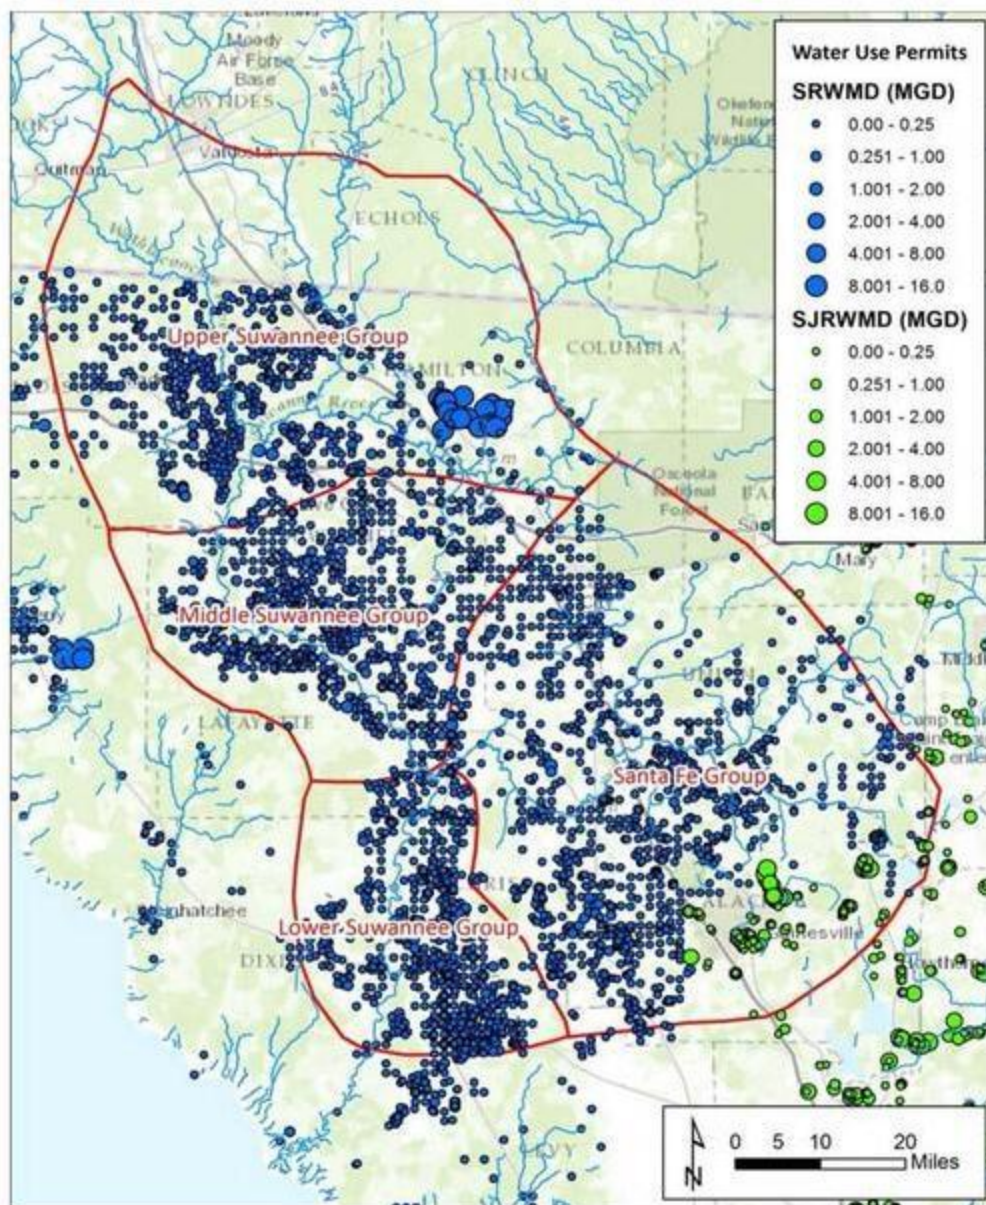 Moody
Air Force
Base
CLINCH
LOWNDES
84
Valdosta
Quitman
ECHOLS
COLUMBIA
Upper Suwannee Group
HAMILTON
Osceola
National
Forest
Mary
Middle Suwannee Group
UNION
LAFAYETTE
Santa Fe Group
Lower Suwannee Group
Water Use Permits
SRWMD (MGD)
0.00 - 0.25
0.251 - 1.00
1.001 - 2.00
2.001 - 4.00
4.001 - 8.00
8.001 - 16.0
SJRWMD (MGD)
0.00 - 0.25
0.251 - 1.00
1.001 - 2.00
2.001 - 4.00
4.001 - 8.00
8.001 - 16.0
N
0 5 10 20
Miles